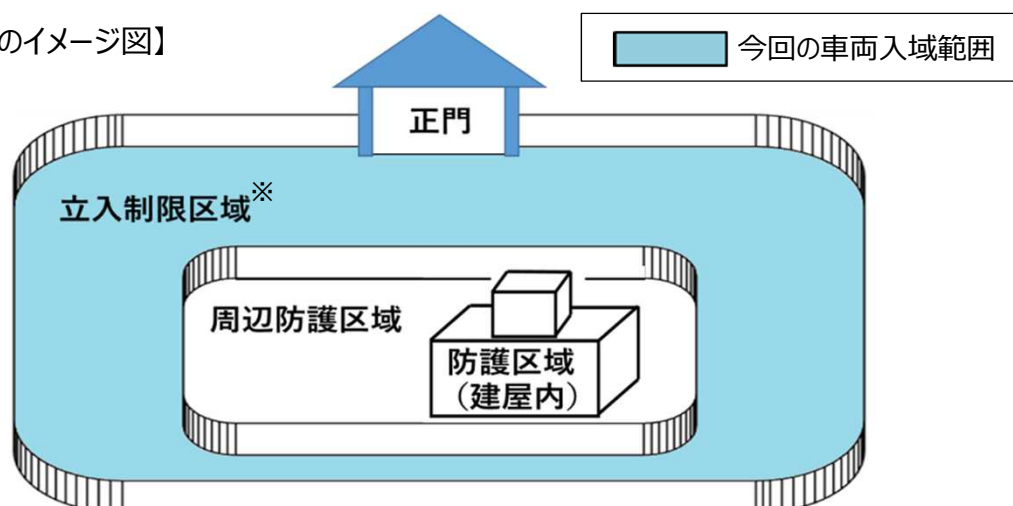 のイメージ図】
今回の車両入域範囲
正門
立入制限区域※
周辺防護区域
防護区域
（建屋内）